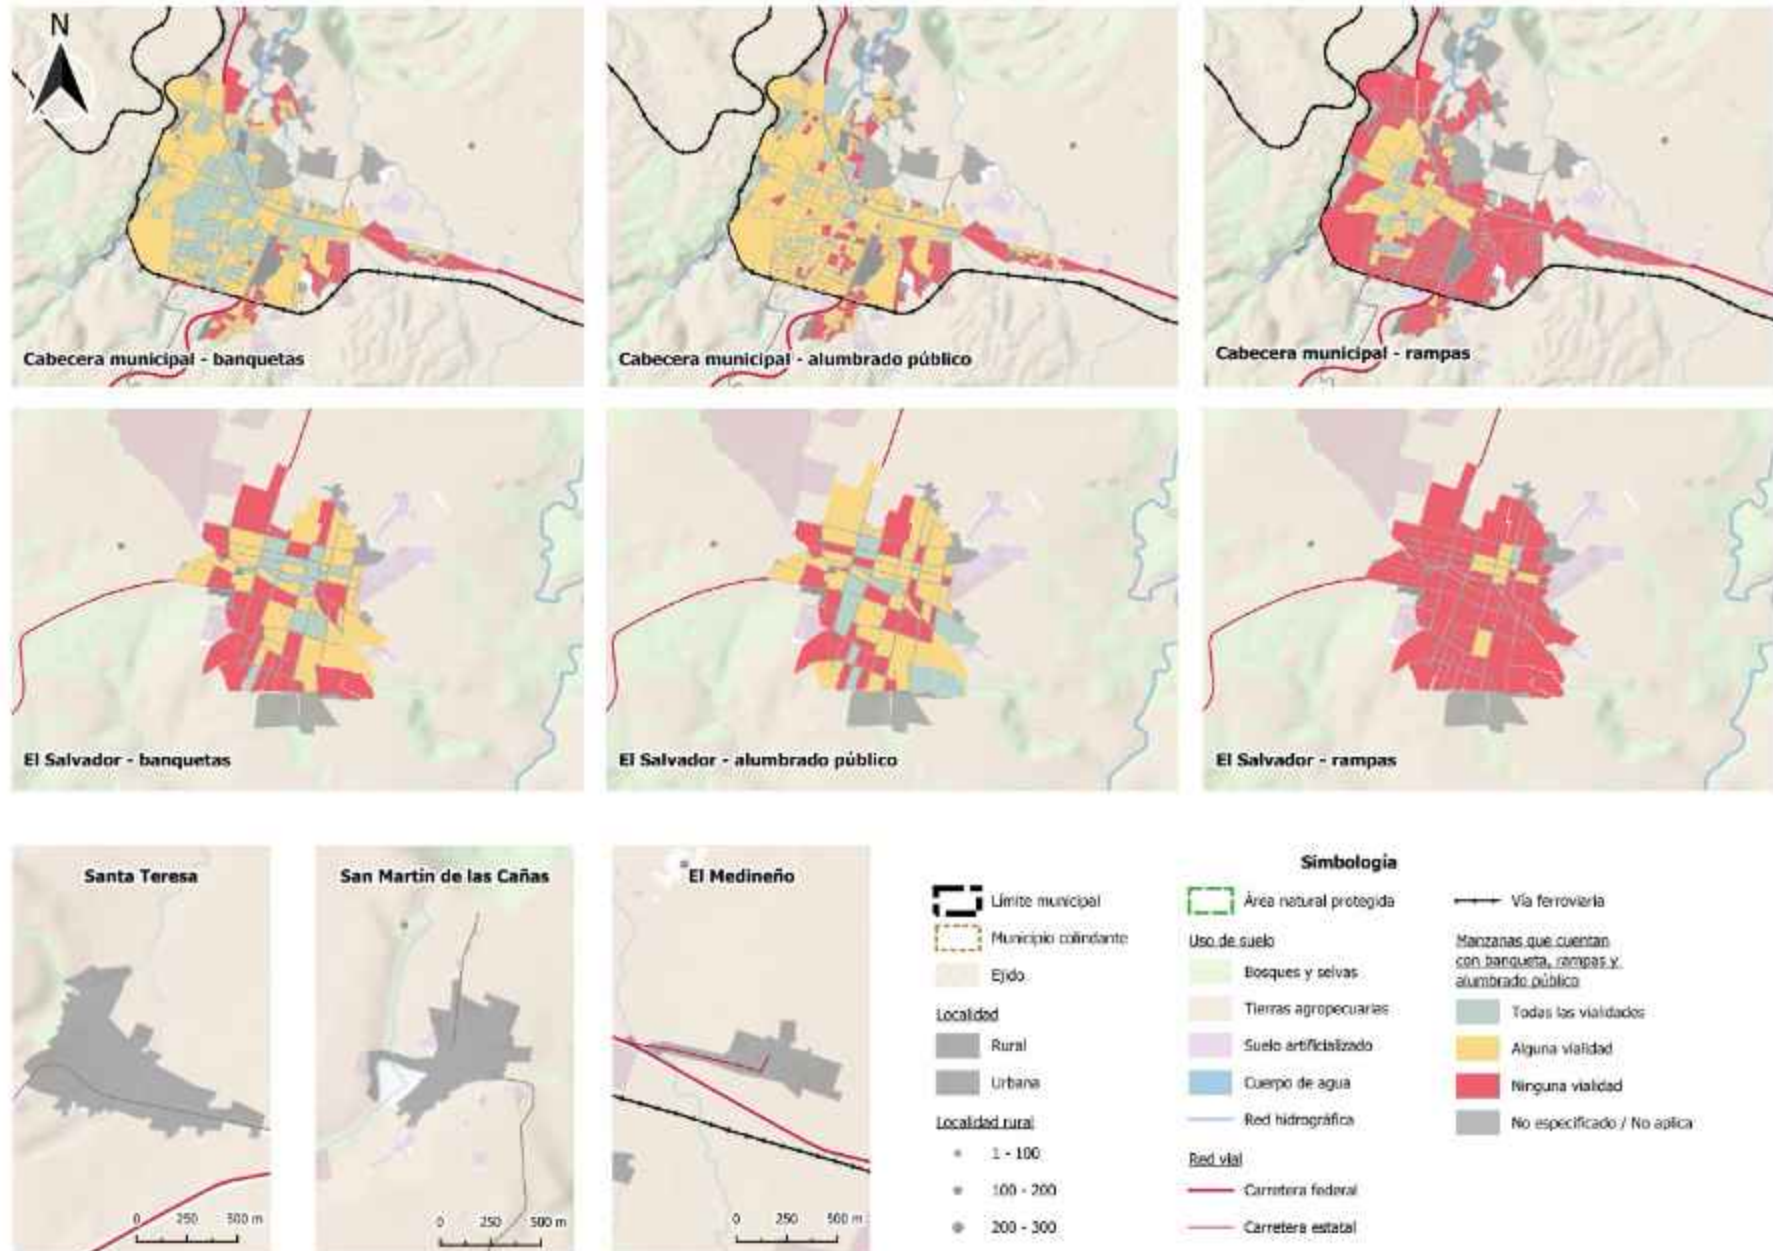 N
Cabecera municipal - banquetas
Cabecera municipal - alumbrado público
Cabecera municipal - rampas
El Salvador - banquetas
El Salvador - alumbrado público
El Salvador - rampas
Santa Teresa
0 250 500 m
San Martín de las Cañas
0 250 500 m
El Medineño
0 250 500 m
Simbología
Límite municipal
Municipio colindante
Ejido
Localidad
Rural
Urbana
Localidad rural
1 - 100
100 - 200
200 - 300
Área natural protegida
Uso de suelo
Bosques y selvas
Tierras agropecuarias
Suelo artificializado
Cuerpo de agua
Red hidrográfica
Red vial
Carretera federal
Carretera estatal
Vía ferroviaria
Manzanas que cuentan
con banqueta, rampas y
alumbrado público
Todas las vialidades
Alguna vialidad
Ninguna vialidad
No especificado / No aplica